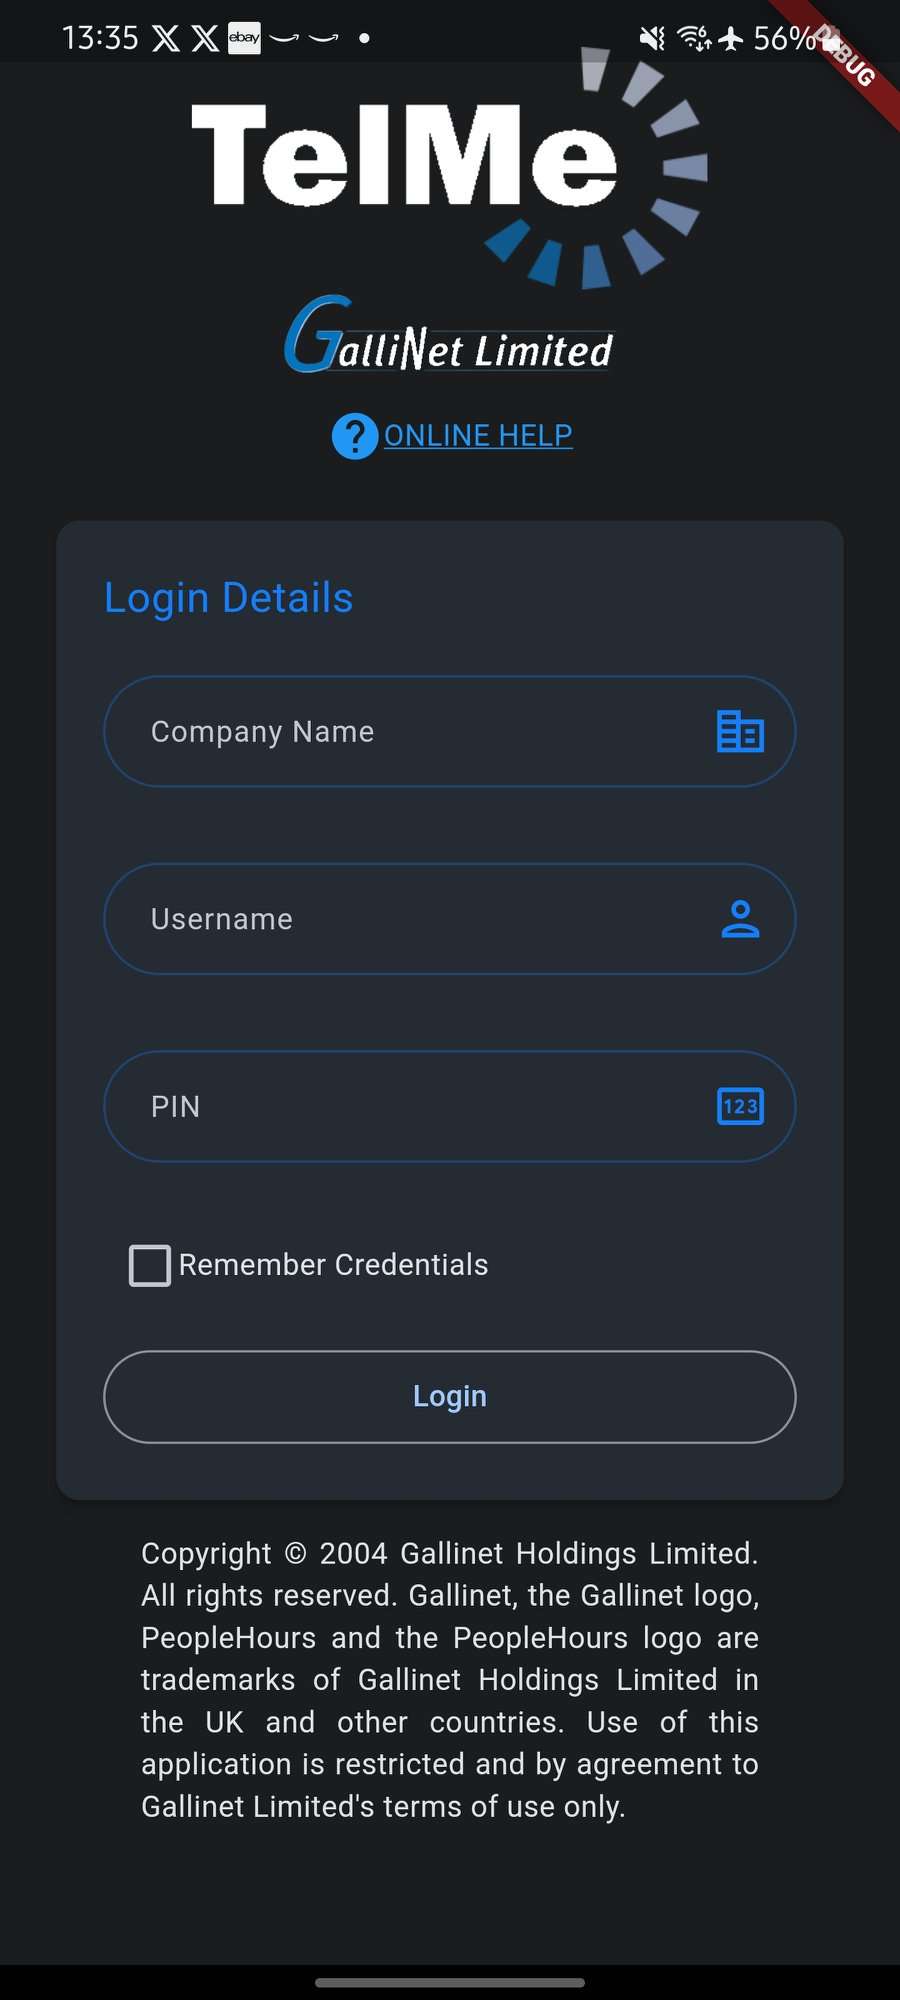 13:35 ebay 56%
DEBUG
TelMe
GalliNet Limited
ONLINE HELP
Login Details
Company Name
Username
PIN
123
Remember Credentials
Login
Copyright © 2004 Gallinet Holdings Limited.
All rights reserved. Gallinet, the Gallinet logo,
PeopleHours and the PeopleHours logo are
trademarks of Gallinet Holdings Limited in
the UK and other countries. Use of this
application is restricted and by agreement to
Gallinet Limited's terms of use only.